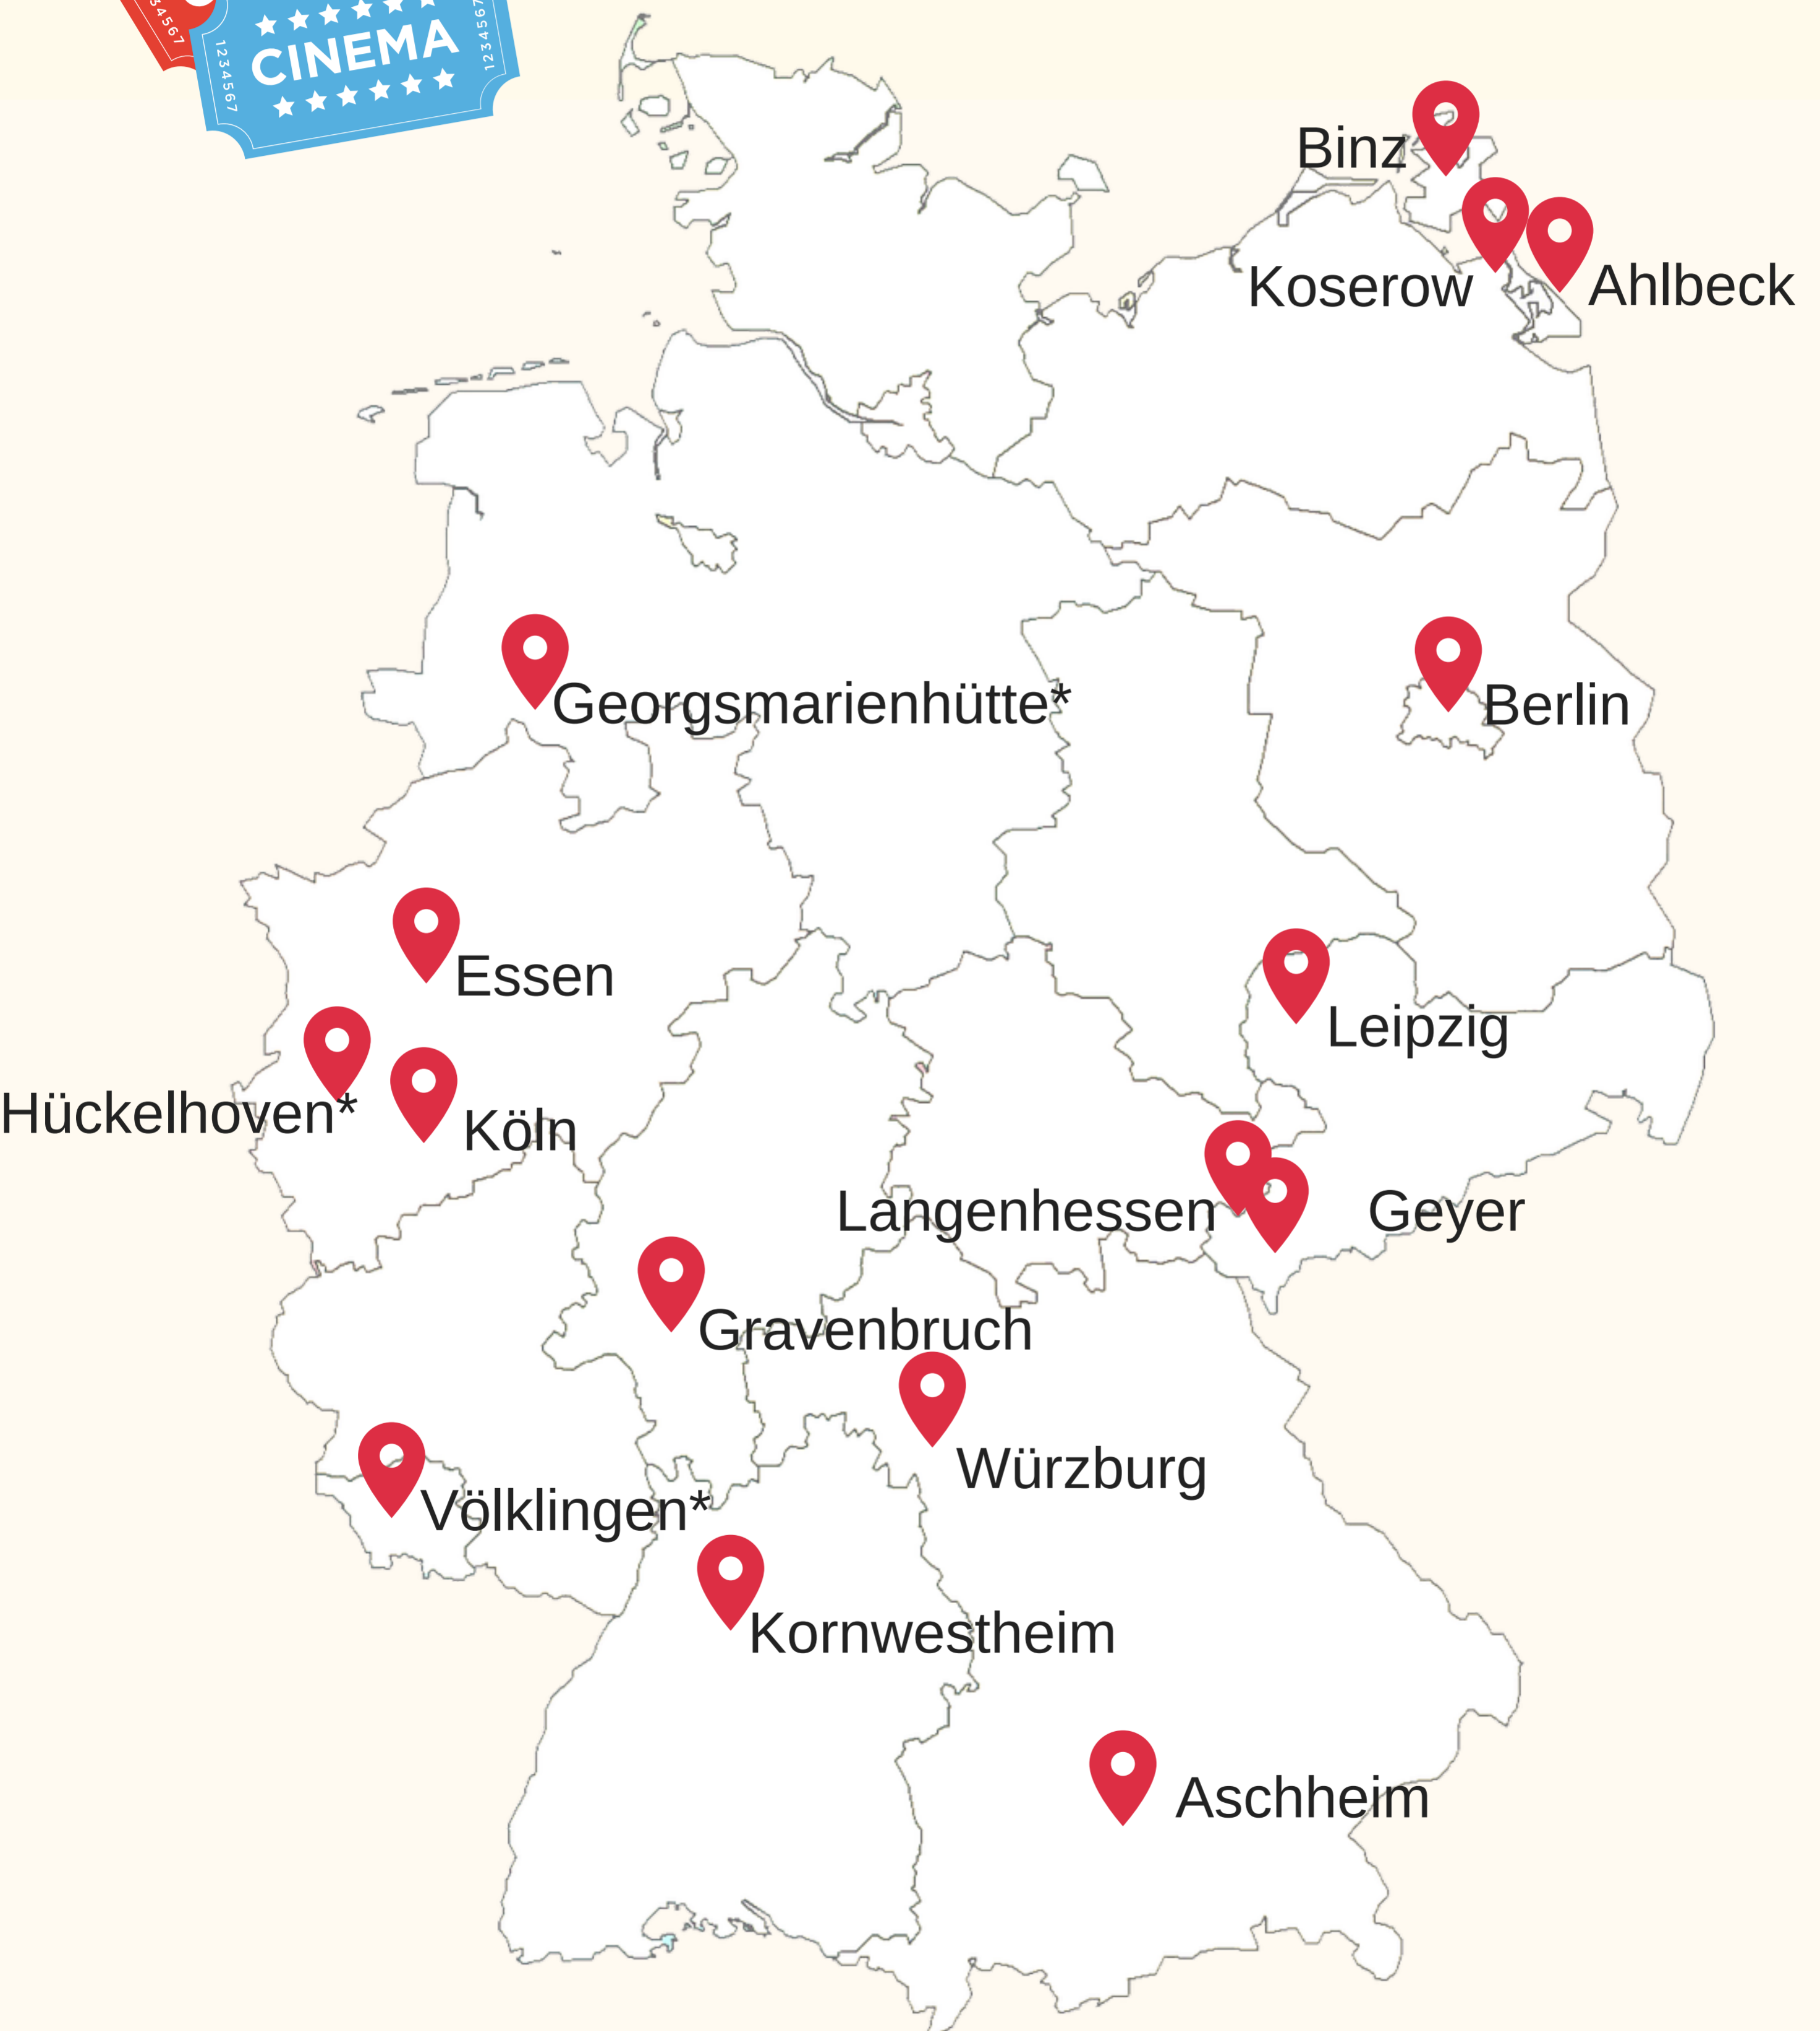 34567
1234567
CINEMA
1234567
Binz
Koserow
Ahlbeck
Georgsmarienhütte*
Berlin
Essen
Leipzig
Hückelhoven*
Köln
Langenhessen
Geyer
Gravenbruch
Würzburg
Völklingen*
Kornwestheim
Aschheim